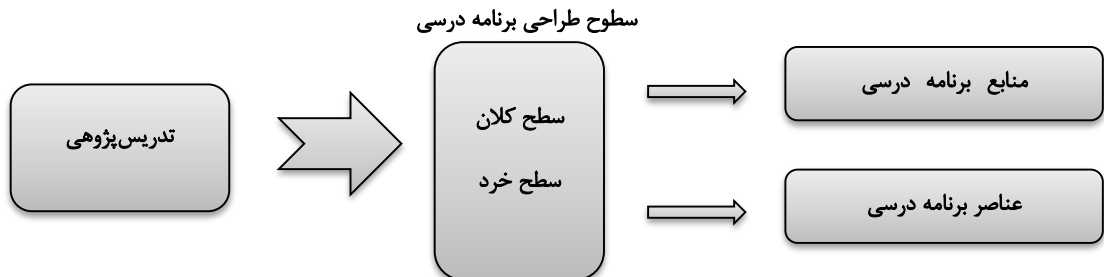 سطوح طراحی برنامه درسی
تدریس‌پژوهی
سطح کلان
سطح خرد
منابع برنامه درسی
عناصر برنامه درسی